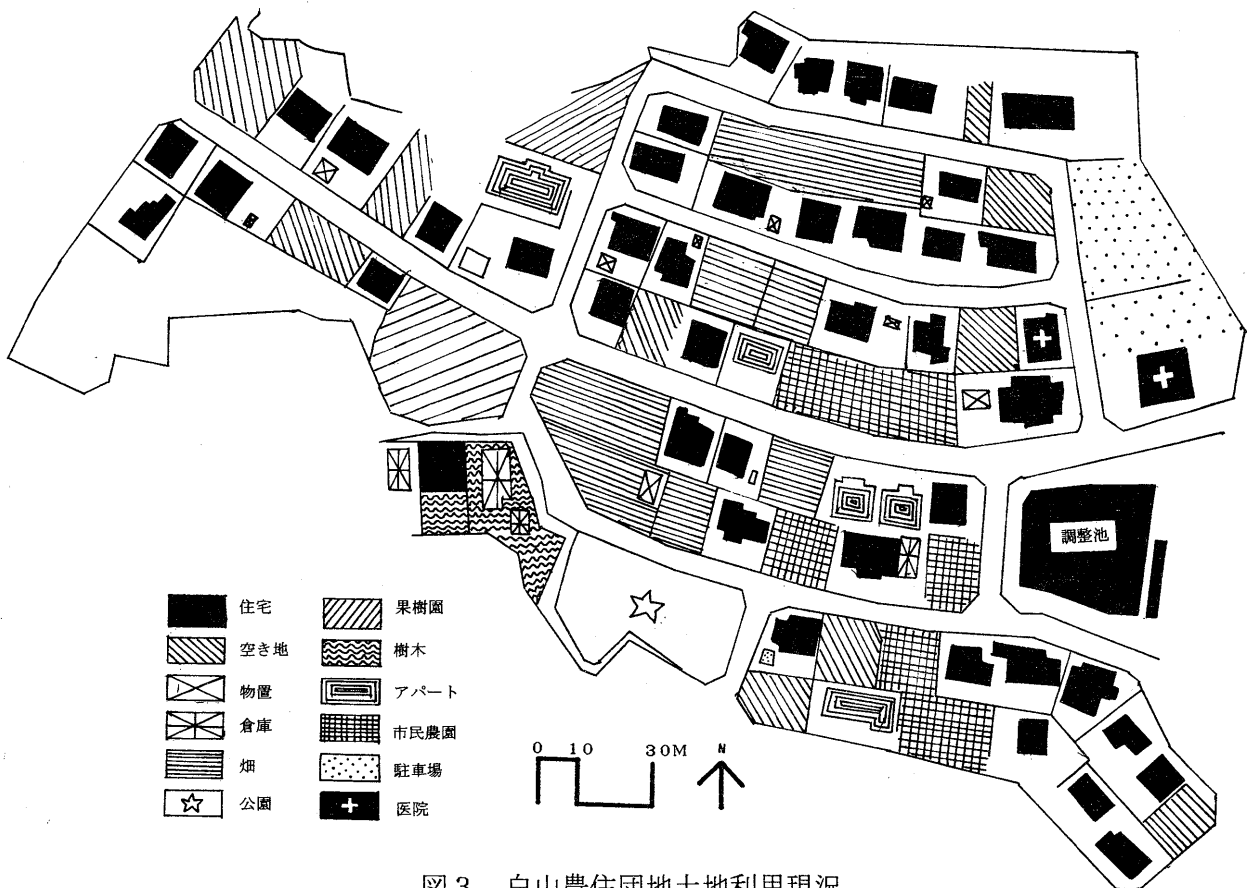 調整池
住宅
果樹園
空き地
樹木
物置
アパート
倉庫
市民農園
畑
駐車場
公園
医院
0 10 30M
N
図3 白山農住団地土地利用現況